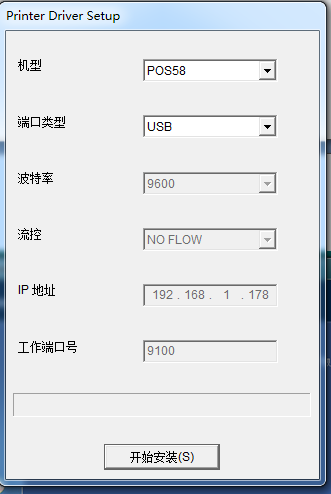 Printer Driver Setup
机型
POS58
端口类型
USB
波特率
9600
流控
NO FLOW
IP 地址
192 . 168 . 1 . 178
工作端口号
9100
开始安装(S)